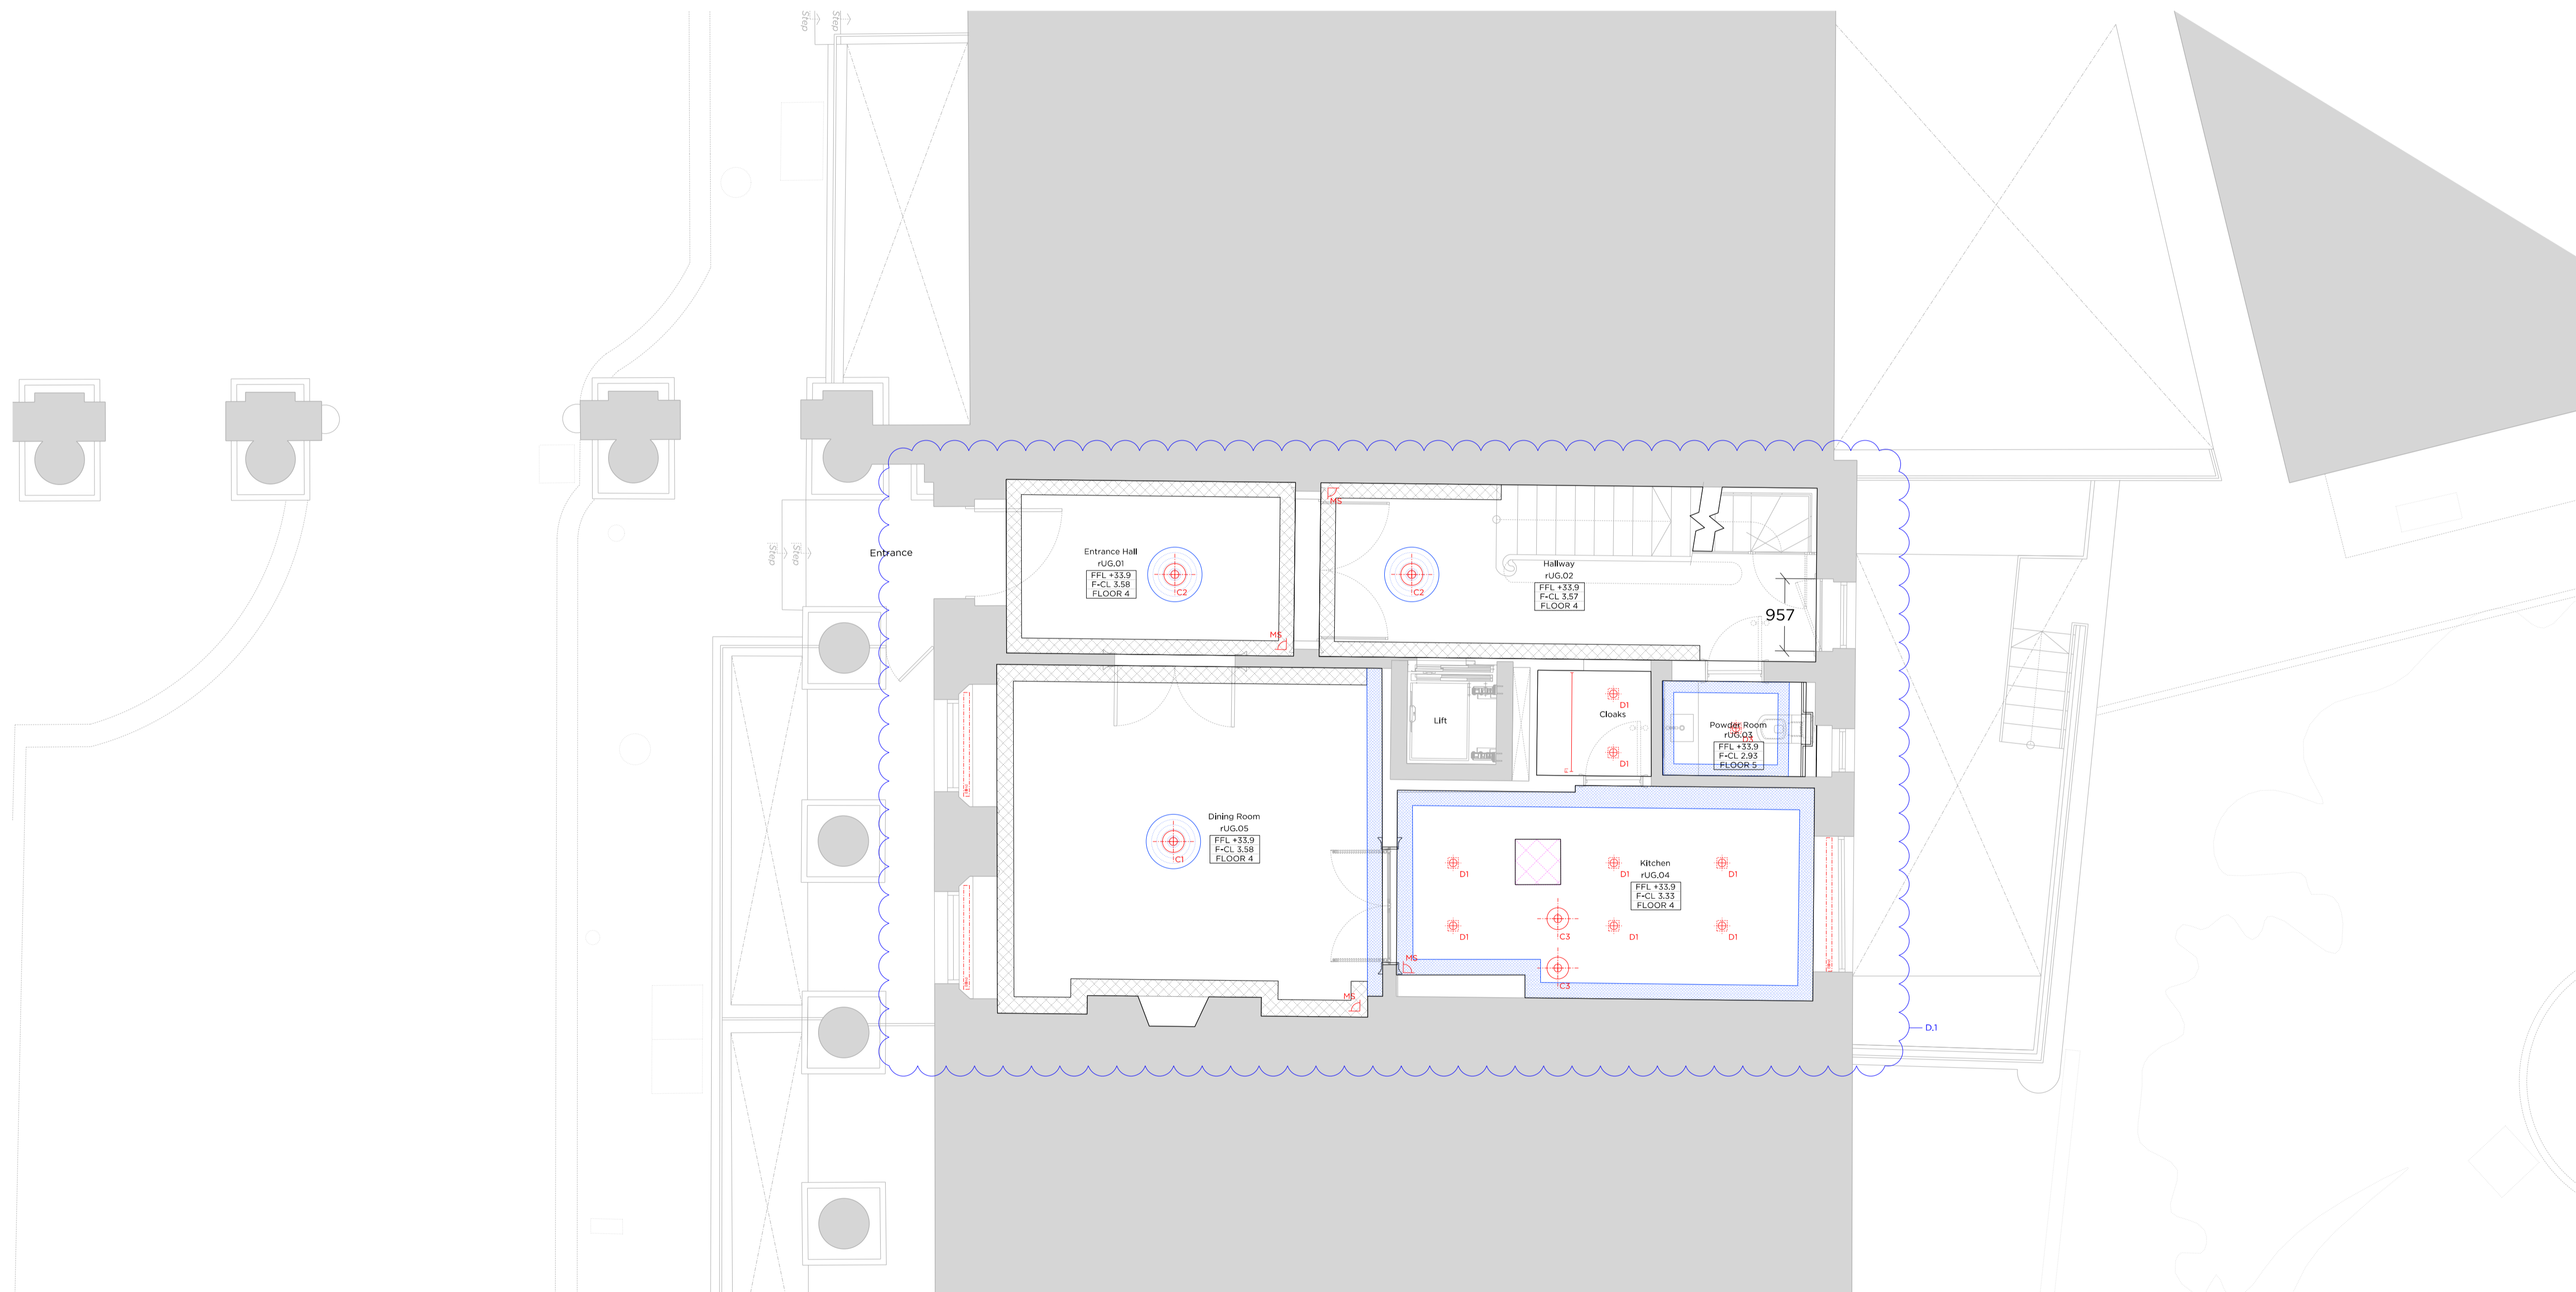 Step
Step
Step
Step
Entrance
Entrance Hall
rUG.01
FFL +33.9
F-CL 3.58
FLOOR 4
C2
MS
MS
C2
Hallway
rUG.02
FFL +33.9
F-CL 3.57
FLOOR 4
957
Lift
Cloaks
D1
D1
Powder Room
rUG.03
D3
FFL +33.9
F-CL 2.93
FLOOR 5
Dining Room
rUG.05
FFL +33.9
F-CL 3.58
FLOOR 4
C1
MS
Kitchen
rUG.04
FFL +33.9
F-CL 3.33
FLOOR 4
D1
D1
D1
D1
D1
D1
C3
C3
MS
D.1